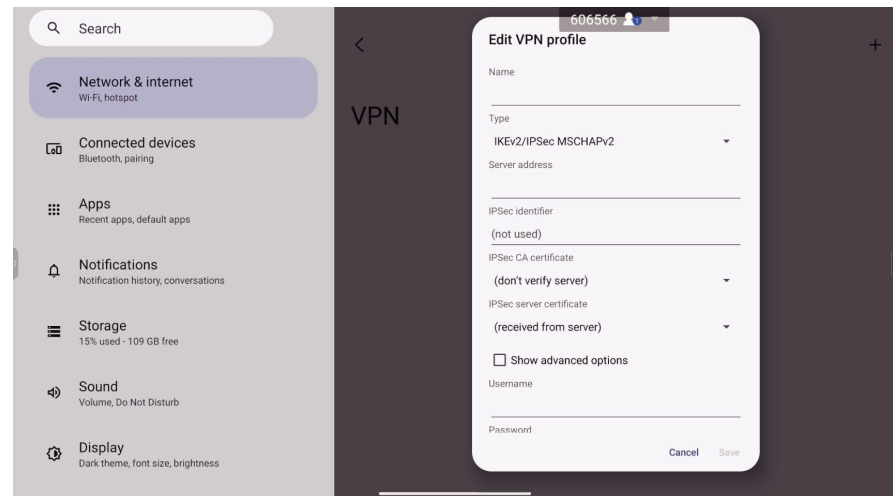 Search
Network & internet
Wi-Fi, hotspot
Connected devices
Bluetooth, pairing
Apps
Recent apps, default apps
Notifications
Notification history, conversations
Storage
15% used - 109 GB free
Sound
Volume, Do Not Disturb
Display
Dark theme, font size, brightness
VPN
606566
Edit VPN profile
Name
Type
IKEv2/IPSec MSCHAPv2
Server address
IPSec identifier
(not used)
IPSec CA certificate
(don't verify server)
IPSec server certificate
(received from server)
Show advanced options
Username
Password
Cancel Save